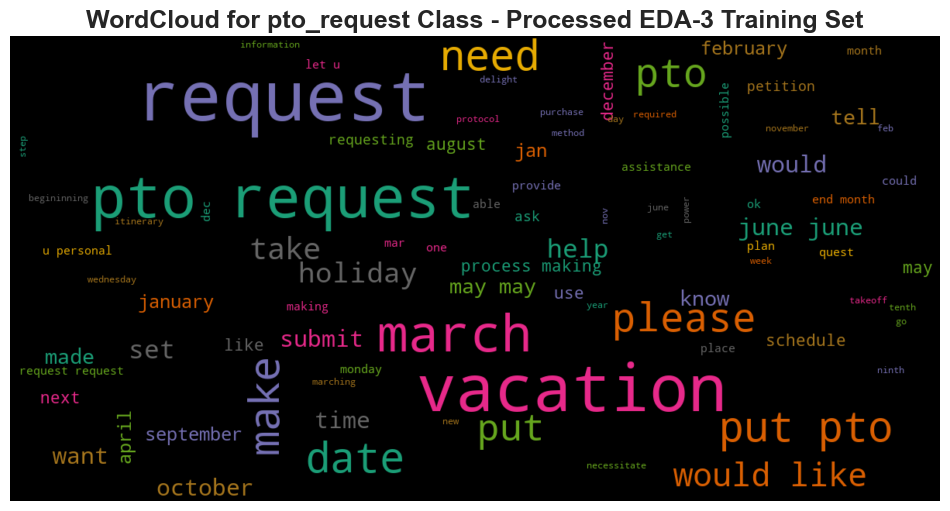 WordCloud for pto_request Class - Processed EDA-3 Training Set
information
need
december
february
month
let u
request
delight
pto
possible
petition
protocol
purchase
day
required
tell
method
november
feb
step
requesting
august
jan
assistance
would
could
begininning
pto request
dec
provide
able
ask
june
power
ok
end month
itinerary
nov
june june
u personal
take
mar
one
help
get
plan
quest
wednesday
holiday
process making
week
may
may may
use
know
january
making
year
please
takeoff
tenth
go
made
set
like
submit
march
place
schedule
request request
make
monday
marching
vacation
ninth
next
april
september
time
new
put
put pto
want
date
necessitate
would like
october